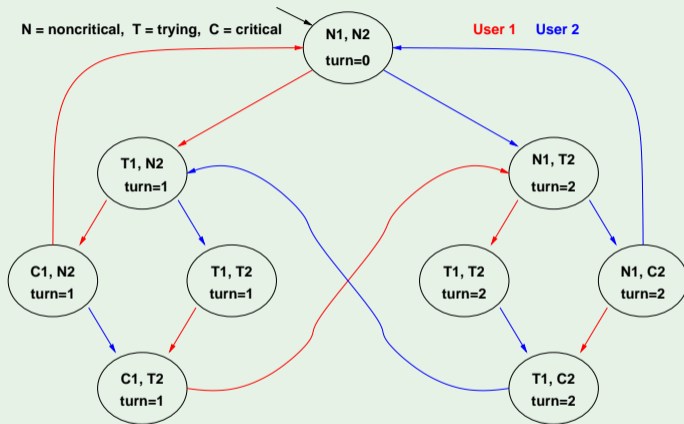 N = noncritical, T = trying, C = critical
N1, N2
turn=0
User 1 User 2
T1, N2
turn=1
N1, T2
turn=2
C1, N2
turn=1
T1, T2
turn=1
T1, T2
turn=2
N1, C2
turn=2
C1, T2
turn=1
T1, C2
turn=2